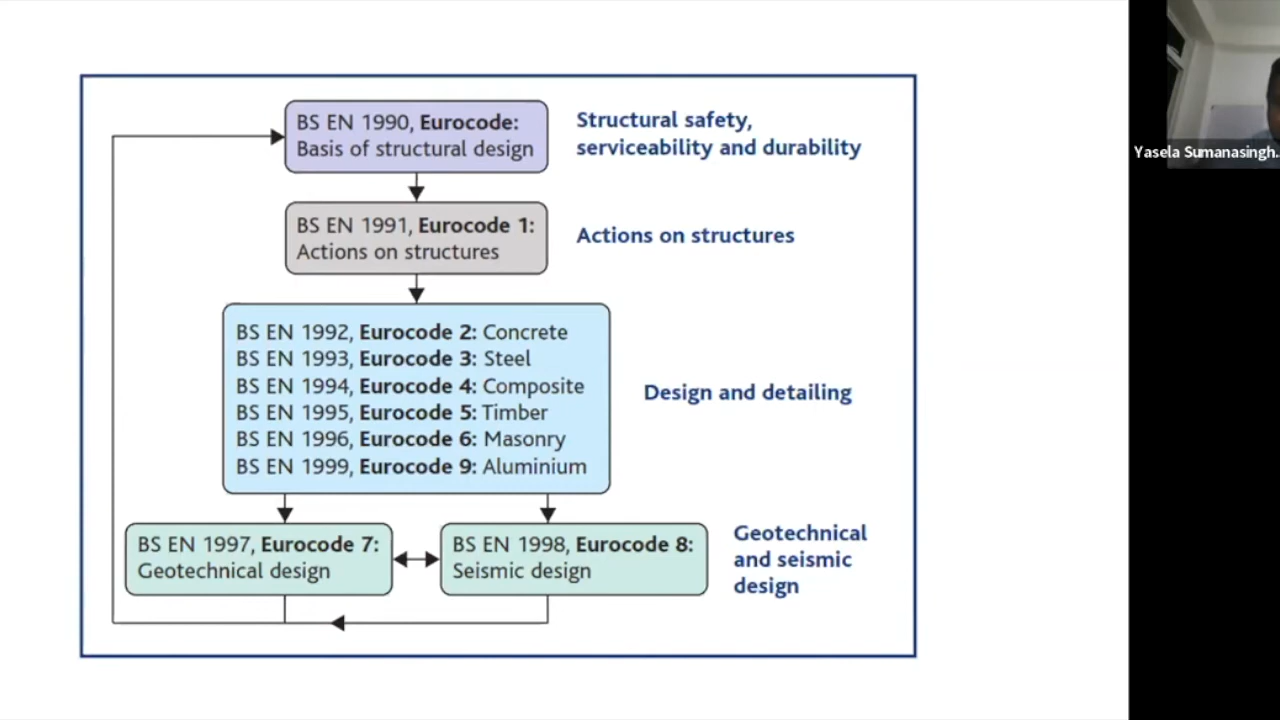 BS EN 1990, Eurocode:
Basis of structural design
Structural safety,
serviceability and durability
BS EN 1991, Eurocode 1:
Actions on structures
Actions on structures
BS EN 1992, Eurocode 2: Concrete
BS EN 1993, Eurocode 3: Steel
BS EN 1994, Eurocode 4: Composite
BS EN 1995, Eurocode 5: Timber
BS EN 1996, Eurocode 6: Masonry
BS EN 1999, Eurocode 9: Aluminium
Design and detailing
BS EN 1997, Eurocode 7:
Geotechnical design
BS EN 1998, Eurocode 8:
Seismic design
Geotechnical
and seismic
design
Yasela Sumanasingh...